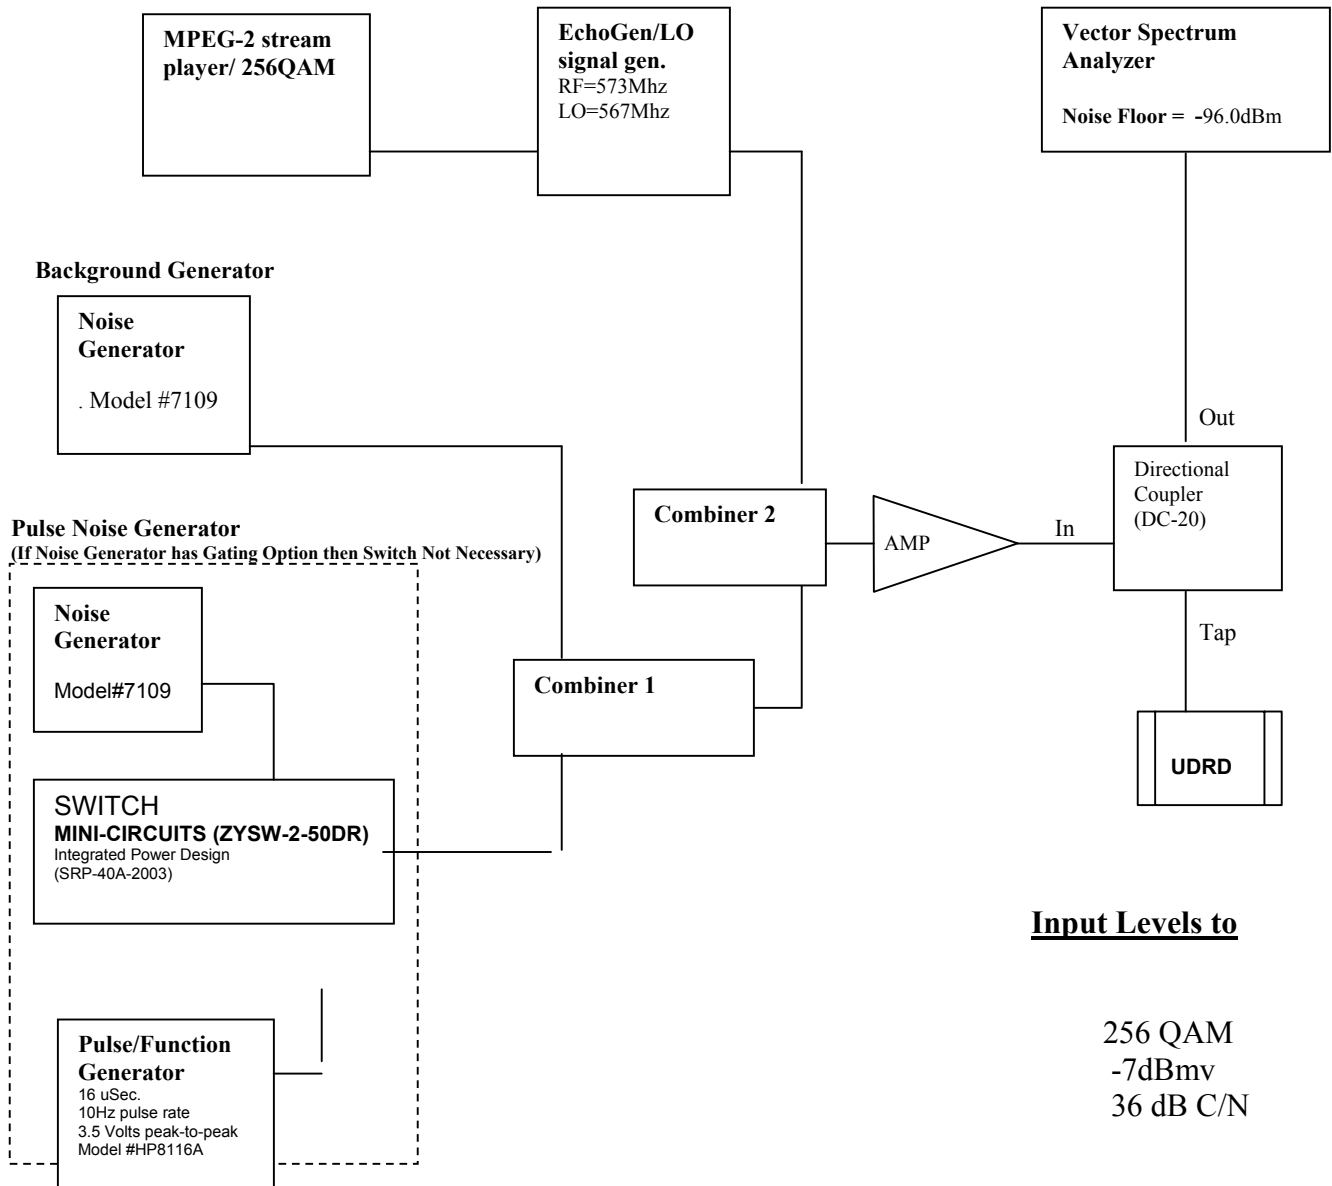 MPEG-2 stream
player/ 256QAM
EchoGen/LO
signal gen.
RF=573Mhz
LO=567Mhz
Vector Spectrum
Analyzer
Noise Floor = -96.0dBm
Background Generator
Noise
Generator
. Model #7109
Out
Directional
Coupler
(DC-20)
Combiner 2
AMP
In
Tap
Pulse Noise Generator
(If Noise Generator has Gating Option then Switch Not Necessary)
Noise
Generator
Model#7109
Combiner 1
UDRD
SWITCH
MINI-CIRCUITS (ZYSW-2-50DR)
Integrated Power Design
(SRP-40A-2003)
Input Levels to
256 QAM
-7dBmv
36 dB C/N
Pulse/Function
Generator
16 uSec.
10Hz pulse rate
3.5 Volts peak-to-peak
Model #HP8116A